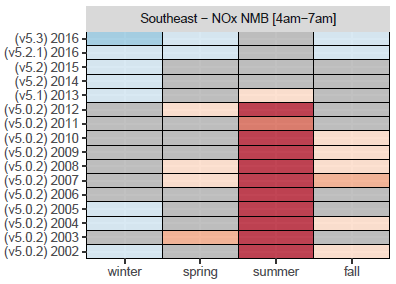 Southeast − NOx NMB [4am−7am]
(v5.3) 2016
(v5.2.1) 2016
(v5.2) 2015
(v5.2) 2014
(v5.1) 2013
(v5.0.2) 2012
(v5.0.2) 2011
(v5.0.2) 2010
(v5.0.2) 2009
(v5.0.2) 2008
(v5.0.2) 2007
(v5.0.2) 2006
(v5.0.2) 2005
(v5.0.2) 2004
(v5.0.2) 2003
(v5.0.2) 2002
winter spring summer fall